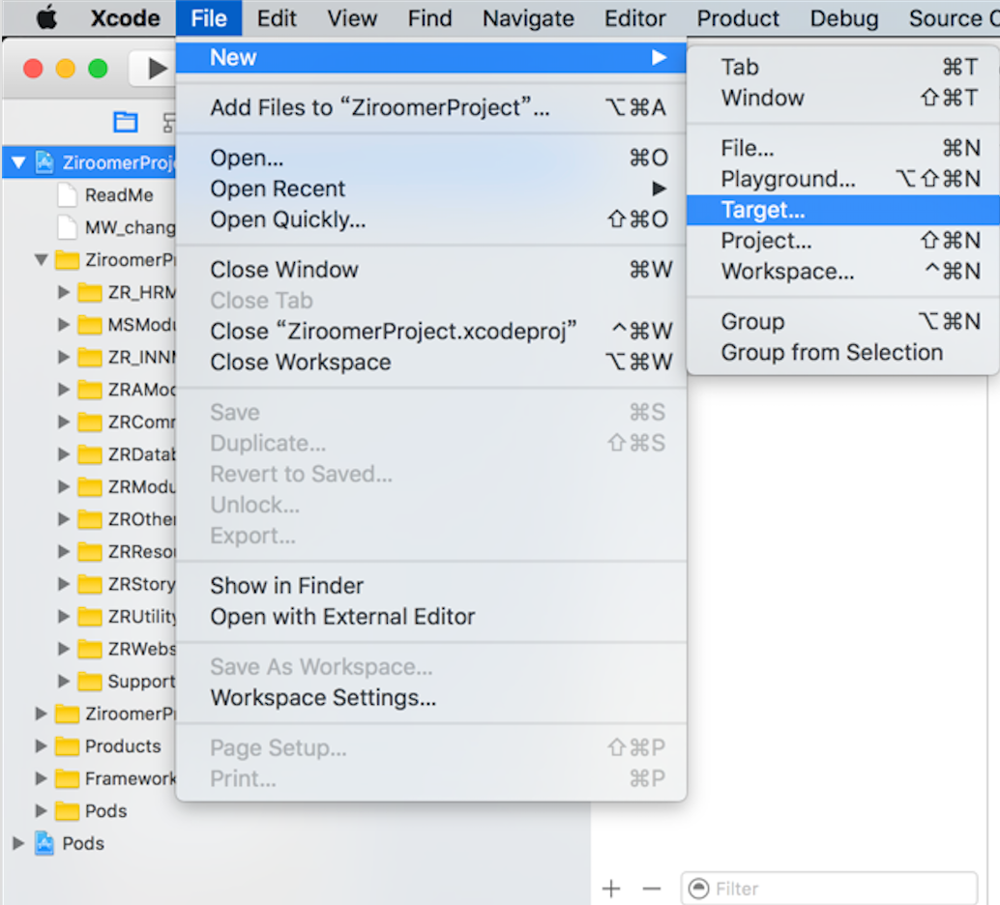 Xcode File Edit View Find Navigate Editor Product Debug Source
New
Add Files to “ZiroomerProject”... ⌥⌘A
Open... ⌘O
Open Recent
Open Quickly... ⇧⌘O
Close Window ⌘W
Close Tab
Close “ZiroomerProject.xcodeproj” ^⌘W
Close Workspace ⌥⌘W
Save ⌘S
Duplicate... ⇧⌘S
Revert to Saved...
Unlock...
Export...
Show in Finder
Open with External Editor
Save As Workspace...
Workspace Settings...
Page Setup... ⇧⌘P
Print... ⌘P
Tab ⌘T
Window ⇧⌘T
File... ⌘N
Playground... ⌥⇧⌘N
Target...
Project... ⇧⌘N
Workspace... ^⌘N
Group ⌥⌘N
Group from Selection
ZiroomerProj
ReadMe
MW_chang
ZiroomerPr
ZR_HRM
MSModu
ZR_INNM
ZRAMod
ZRComm
ZRDatab
ZRModu
ZROther
ZRResou
ZRStory
ZRUtility
ZRWebs
Support
ZiroomerPr
Products
Framework
Pods
Pods
Filter